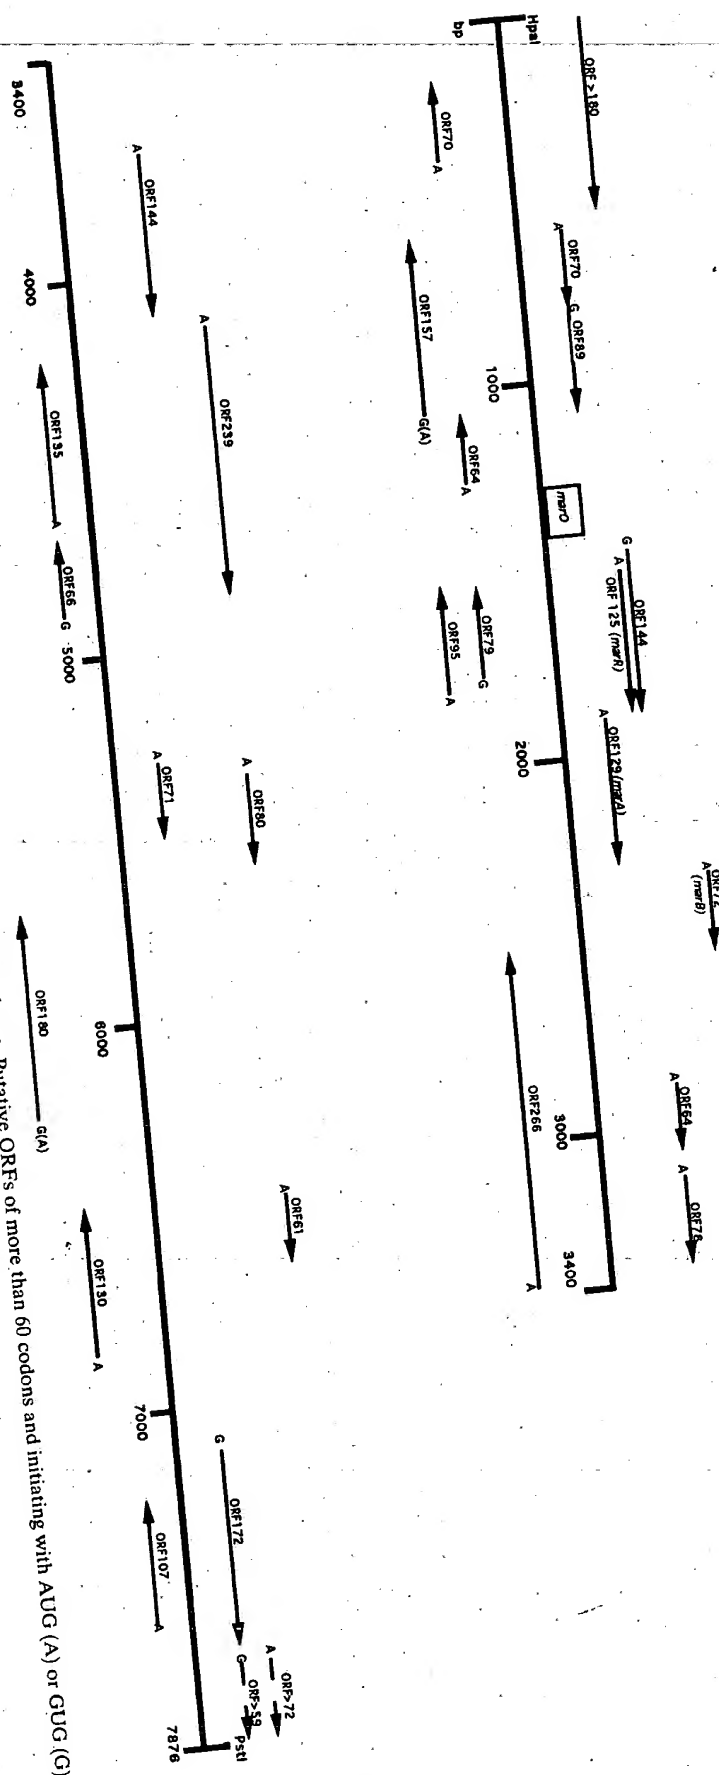 A
(marB)
A ORF64
A ORF78
ORF>180
A ORF70
G ORF89
G ORF144
A ORF 125 (marR)
A ORF129 (marA)
marO
HpaI
bp
1000
2000
3000
3400
ORF70 A
ORF157 G(A)
ORF64 A
ORF79 G
ORF95 A
ORF266 A
A ORF61
A ORF>72
G ORF>59
A ORF80
A ORF239
G ORF172
A ORF144
A ORF71
PstI
3400
4000
5000
6000
7000
7876
ORF135 A
ORF66 G
ORF180 G(A)
ORF130 A
ORF107 A
Putative ORFs of more than 60 codons and initiating with AUG (A) or GUG (G)